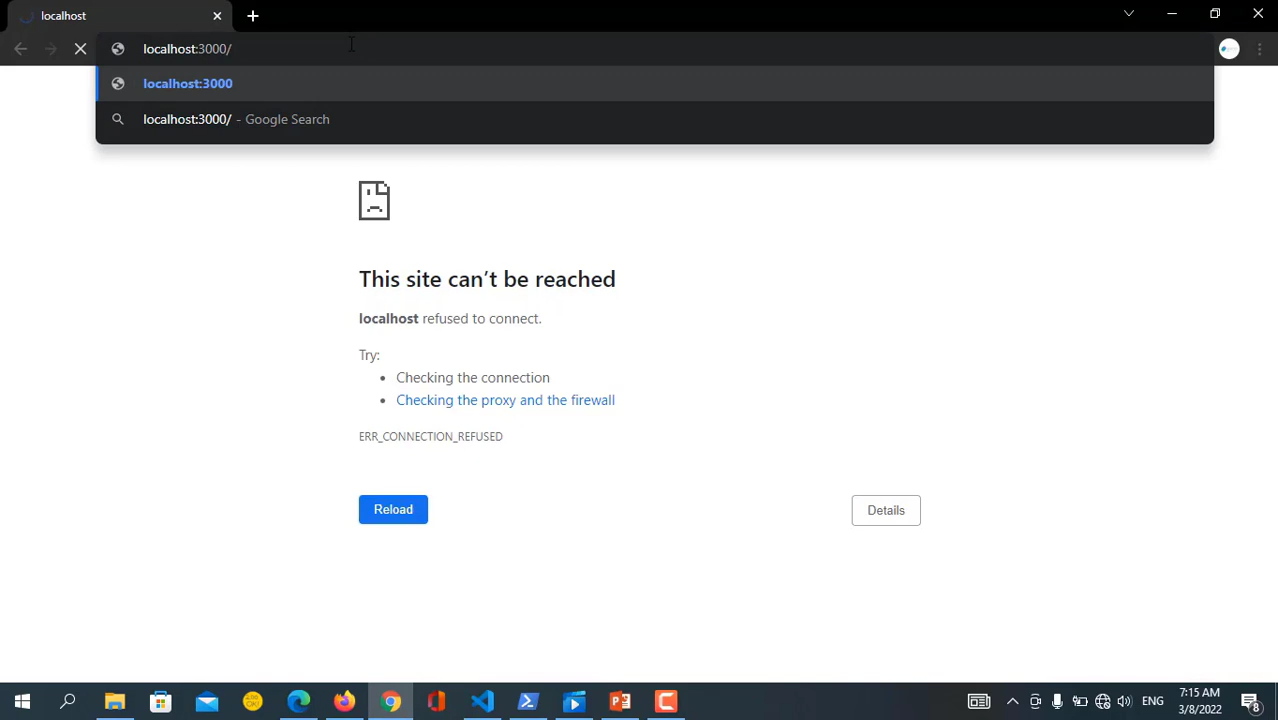 localhost
localhost:3000/
localhost:3000
localhost:3000/ - Google Search
This site can't be reached
localhost refused to connect.
Try:
• Checking the connection
• Checking the proxy and the firewall
ERR_CONNECTION_REFUSED
Reload
Details
ENG
7:15 AM
3/8/2022
8